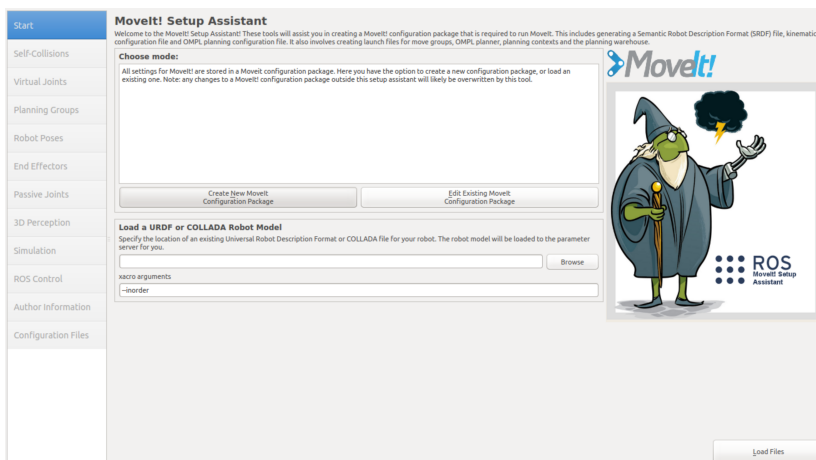 Start
Self-Collisions
Virtual Joints
Planning Groups
Robot Poses
End Effectors
Passive Joints
3D Perception
Simulation
ROS Control
Author Information
Configuration Files
MoveIt! Setup Assistant
Welcome to the MoveIt! Setup Assistant! These tools will assist you in creating a MoveIt! configuration package that is required to run MoveIt. This includes generating a Semantic Robot Description Format (SRDF) file, kinematic
configuration file and OMPL planning configuration file. It also involves creating launch files for move groups, OMPL planner, planning contexts and the planning warehouse.
Choose mode:
All settings for MoveIt! are stored in a Moveit configuration package. Here you have the option to create a new configuration package, or load an
existing one. Note: any changes to a MoveIt! configuration package outside this setup assistant will likely be overwritten by this tool.
Create New MoveIt
Configuration Package
Edit Existing MoveIt
Configuration Package
Load a URDF or COLLADA Robot Model
Specify the location of an existing Universal Robot Description Format or COLLADA file for your robot. The robot model will be loaded to the parameter
server for you.
Browse
xacro arguments
--inorder
MoveIt!
ROS
MoveIt! Setup
Assistant
Load Files